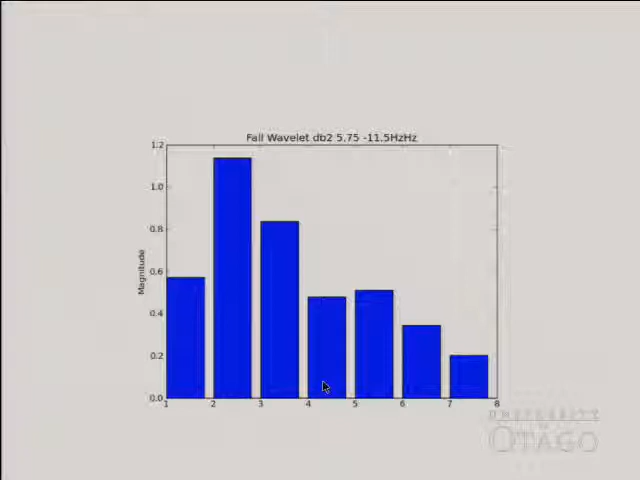 Fall Wavelet db2 5.75 -11.5HzHz
1.2
1.0
0.8
0.6
0.4
0.2
0.0
Magnitude
1 2 3 4 5 6 7 8
UNIVERSITY
OTAGO